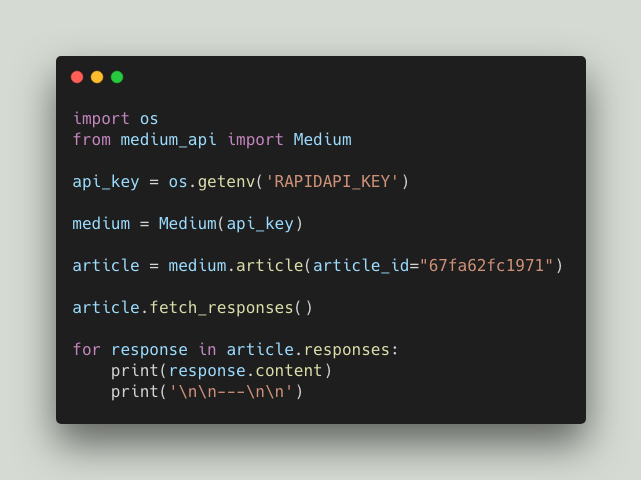 import os
from medium_api import Medium

api_key = os.getenv('RAPIDAPI_KEY')

medium = Medium(api_key)

article = medium.article(article_id="67fa62fc1971")

article.fetch_responses()

for response in article.responses:
    print(response.content)
    print('\n\n---\n\n')